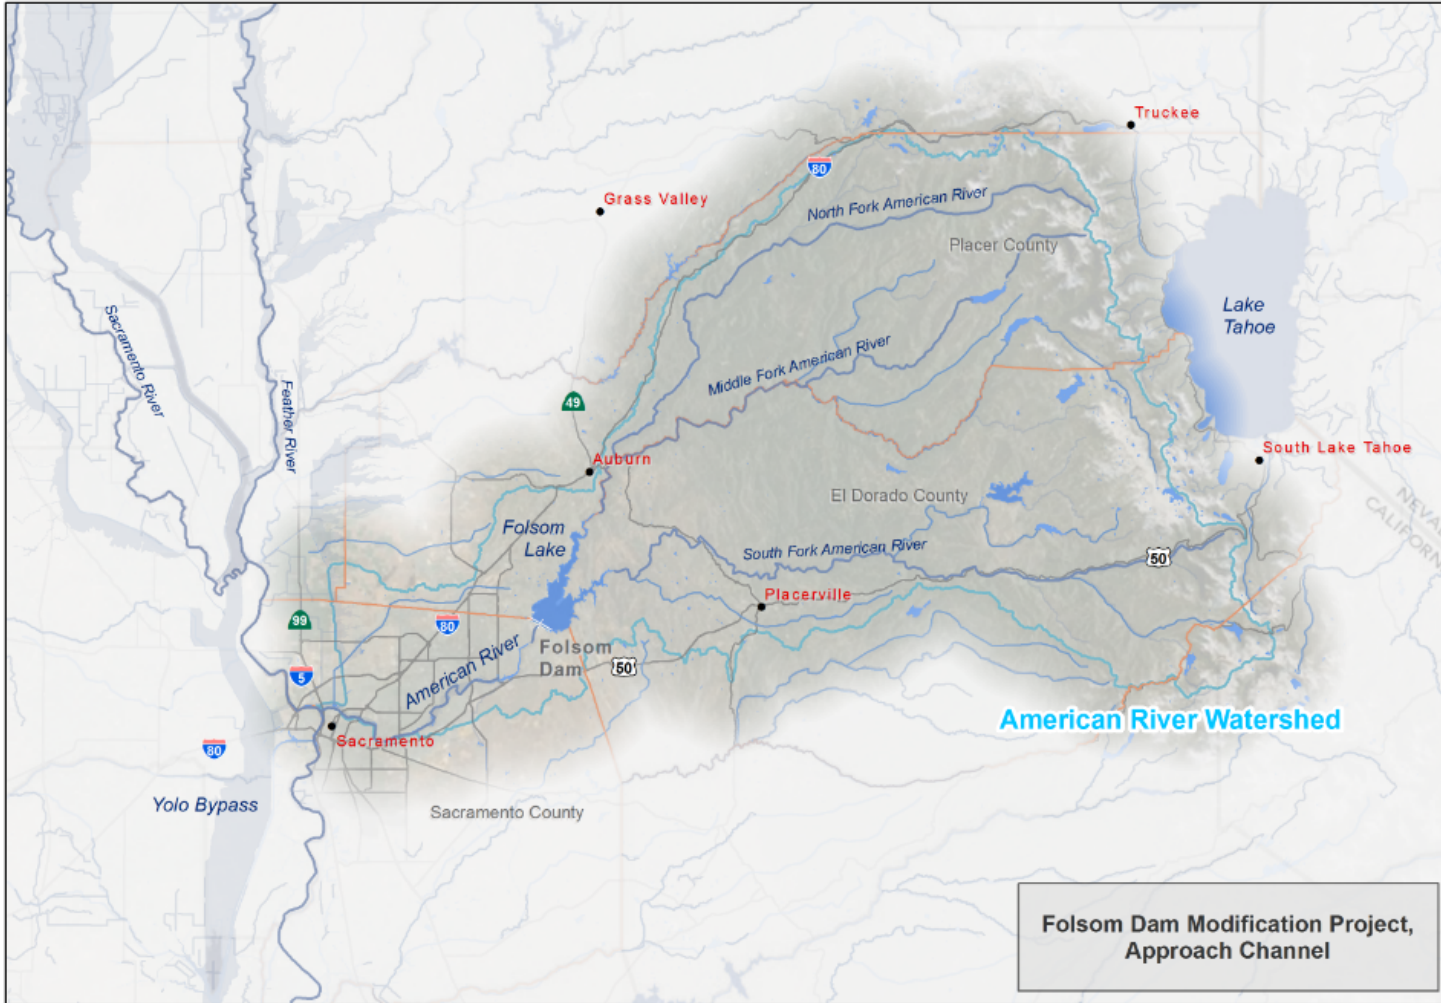 Truckee
80
Grass Valley
North Fork American River
Placer County
Lake
Tahoe
Sacramento River
Feather River
Middle Fork American River
49
Auburn
South Lake Tahoe
El Dorado County
NEVADA
CALIFORNIA
Folsom
Lake
South Fork American River
50
Placerville
99
80
American River
Folsom
Dam
50
5
American River Watershed
Sacramento
80
Yolo Bypass
Sacramento County
Folsom Dam Modification Project,
Approach Channel